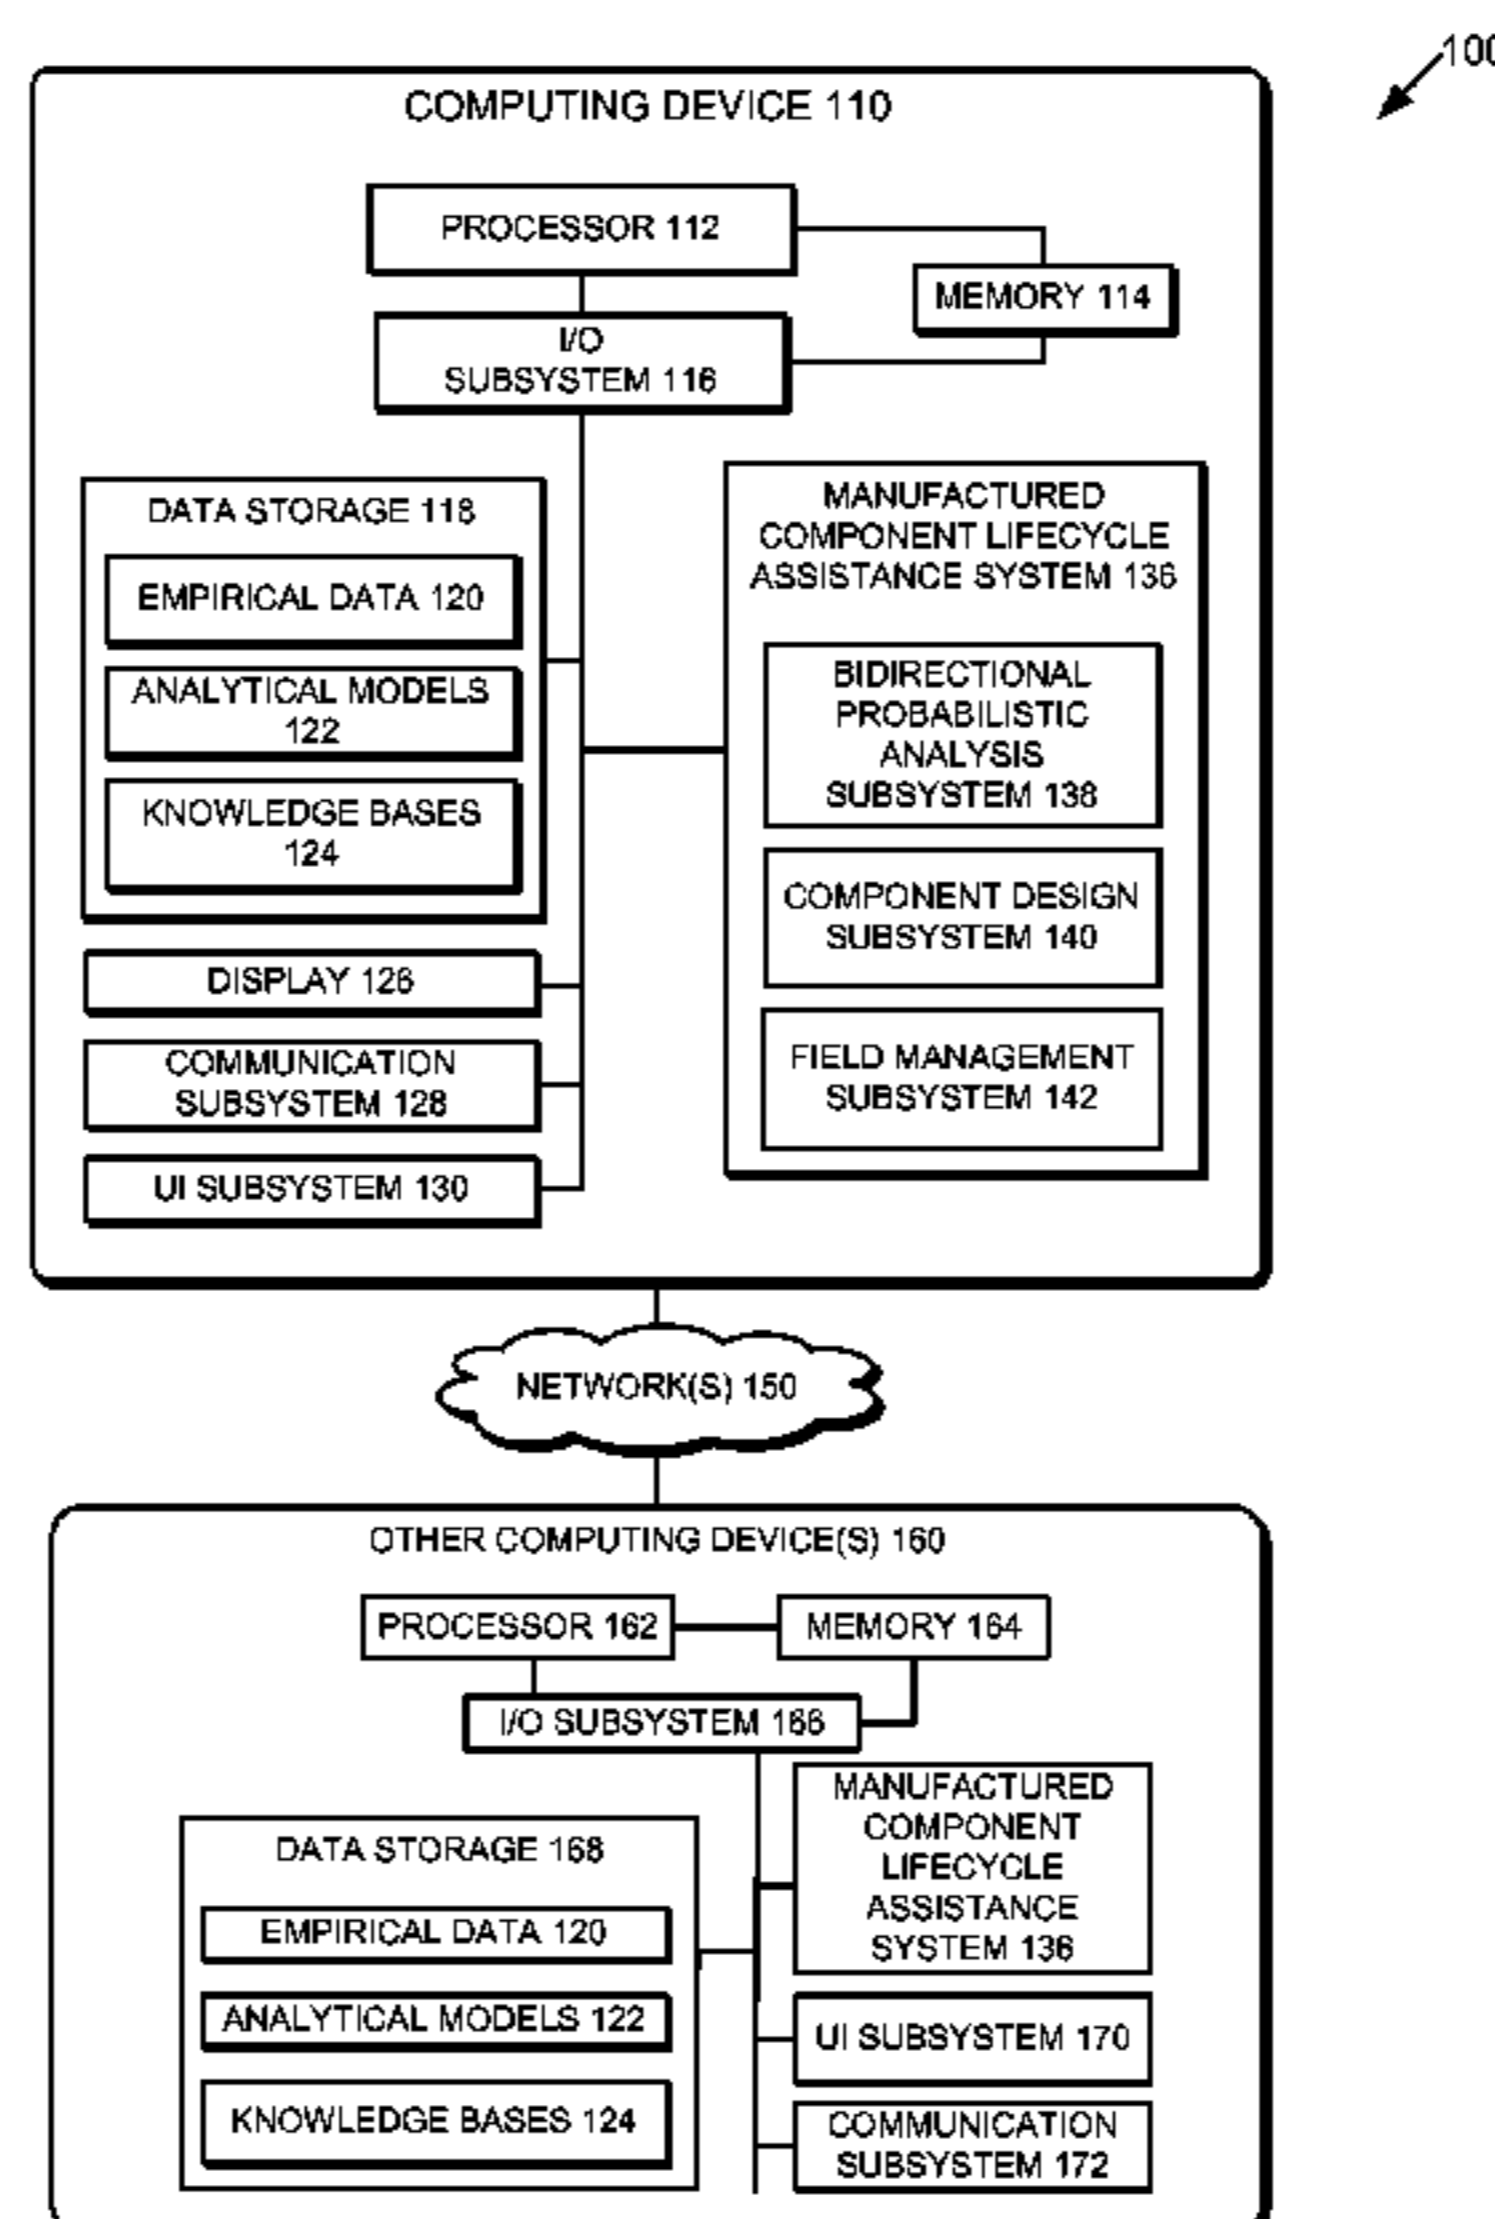 100
COMPUTING DEVICE 110
PROCESSOR 112
MEMORY 114
I/O
SUBSYSTEM 116
DATA STORAGE 118
EMPIRICAL DATA 120
ANALYTICAL MODELS
122
KNOWLEDGE BASES
124
DISPLAY 126
COMMUNICATION
SUBSYSTEM 128
UI SUBSYSTEM 130
MANUFACTURED
COMPONENT LIFECYCLE
ASSISTANCE SYSTEM 136
BIDIRECTIONAL
PROBABILISTIC
ANALYSIS
SUBSYSTEM 138
COMPONENT DESIGN
SUBSYSTEM 140
FIELD MANAGEMENT
SUBSYSTEM 142
NETWORK(S) 150
OTHER COMPUTING DEVICE(S) 160
PROCESSOR 162
MEMORY 164
I/O SUBSYSTEM 166
DATA STORAGE 168
EMPIRICAL DATA 120
ANALYTICAL MODELS 122
KNOWLEDGE BASES 124
MANUFACTURED
COMPONENT
LIFECYCLE
ASSISTANCE
SYSTEM 136
UI SUBSYSTEM 170
COMMUNICATION
SUBSYSTEM 172